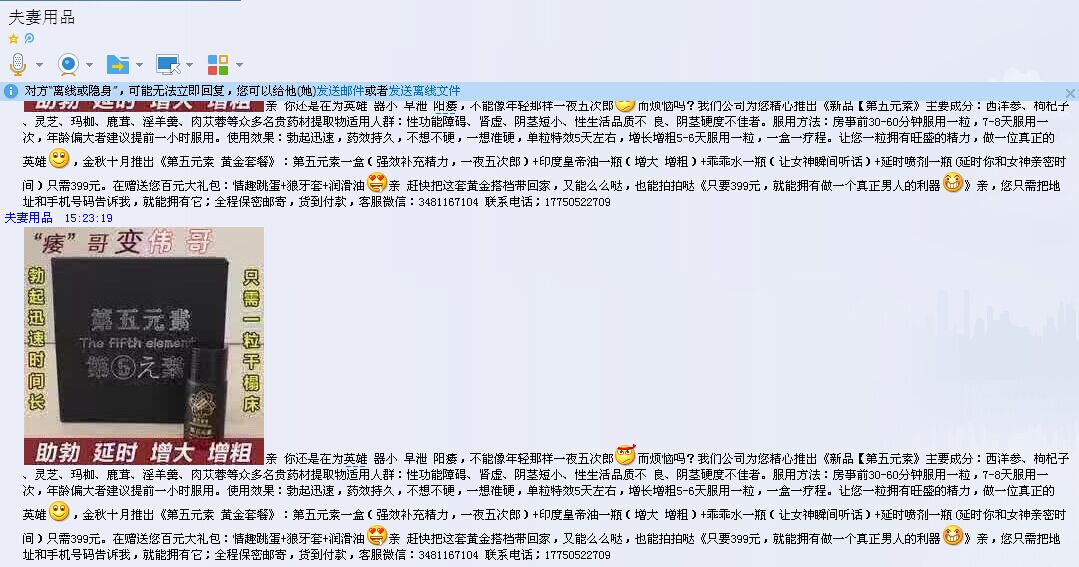 夫妻用品
对方"离线或隐身"，可能无法立即回复，您可以给他(她)发送邮件或者发送离线文件
助勃 延时 增大 增粗 亲 你还是在为英雄 器小 早泄 阳痿，不能像年轻那样一夜五次郎而烦恼吗？我们公司为您精心推出《新品【第五元素》主要成分：西洋参、枸杞子
、灵芝、玛枷、鹿茸、淫羊羹、肉苁蓉等众多名贵药材提取物适用人群：性功能障碍、肾虚、阴茎短小、性生活品质不 良、阴茎硬度不佳者。服用方法：房事前30-60分钟服用一粒，7-8天服用一
次，年龄偏大者建议提前一小时服用。使用效果：勃起迅速，药效持久，不想不硬，一想准硬，单粒特效5天左右，增长增粗5-6天服用一粒，一盒一疗程。让您一粒拥有旺盛的精力，做一位真正的
英雄，金秋十月推出《第五元素 黄金套餐》：第五元素一盒（强效补充精力，一夜五次郎）+印度皇帝油一瓶（增大 增粗）+乖乖水一瓶（让女神瞬间听话）+延时喷剂一瓶(延时你和女神亲密时
间）只需399元。在赠送您百元大礼包：情趣跳蛋+狼牙套+润滑油亲 赶快把这套黄金搭档带回家，又能么么哒，也能拍拍哒《只要399元，就能拥有做一个真正男人的利器》亲，您只需把地
址和手机号码告诉我，就能拥有它；全程保密邮寄，货到付款，客服微信：3481167104 联系电话；17750522709
夫妻用品 15:23:19
"痿"哥变伟哥
勃起迅速时间长
只需一粒干榻床
第五元素
The fifth element
第⑤元素
助勃 延时 增大 增粗
亲 你还是在为英雄 器小 早泄 阳痿，不能像年轻那样一夜五次郎而烦恼吗？我们公司为您精心推出《新品【第五元素》主要成分：西洋参、枸杞子
、灵芝、玛枷、鹿茸、淫羊羹、肉苁蓉等众多名贵药材提取物适用人群：性功能障碍、肾虚、阴茎短小、性生活品质不 良、阴茎硬度不佳者。服用方法：房事前30-60分钟服用一粒，7-8天服用一
次，年龄偏大者建议提前一小时服用。使用效果：勃起迅速，药效持久，不想不硬，一想准硬，单粒特效5天左右，增长增粗5-6天服用一粒，一盒一疗程。让您一粒拥有旺盛的精力，做一位真正的
英雄，金秋十月推出《第五元素 黄金套餐》：第五元素一盒（强效补充精力，一夜五次郎）+印度皇帝油一瓶（增大 增粗）+乖乖水一瓶（让女神瞬间听话）+延时喷剂一瓶(延时你和女神亲密时
间）只需399元。在赠送您百元大礼包：情趣跳蛋+狼牙套+润滑油亲 赶快把这套黄金搭档带回家，又能么么哒，也能拍拍哒《只要399元，就能拥有做一个真正男人的利器》亲，您只需把地
址和手机号码告诉我，就能拥有它；全程保密邮寄，货到付款，客服微信：3481167104 联系电话；17750522709